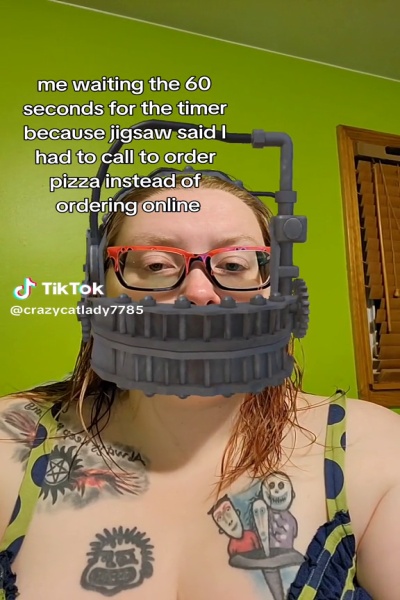 me waiting the 60
seconds for the timer
because jigsaw said I
had to call to order
pizza instead of
ordering online
TikTok
@crazycatlady7785